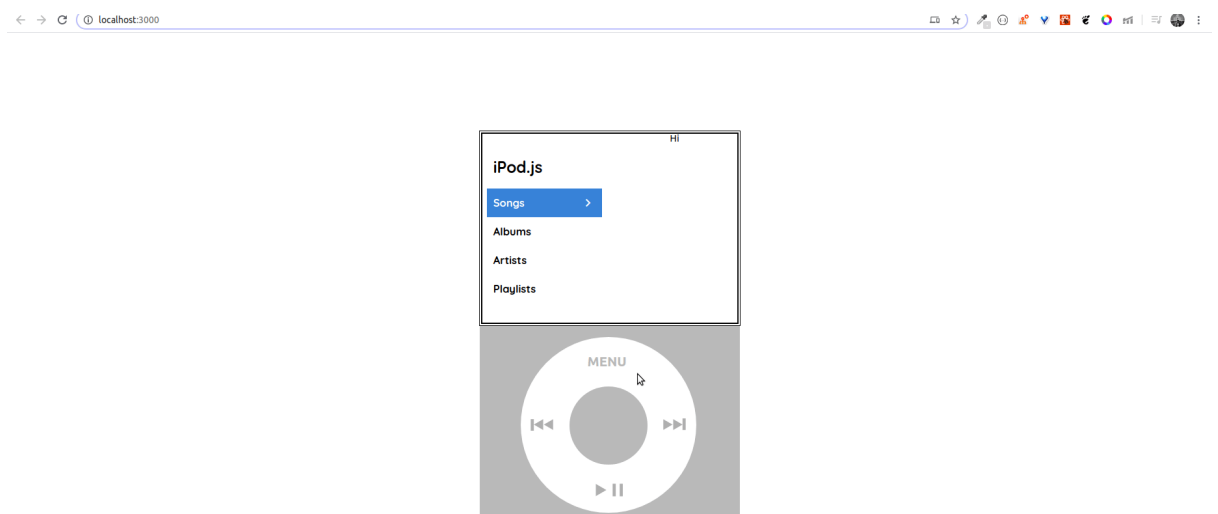 localhost:3000
Hi
iPod.js
Songs
Albums
Artists
Playlists
MENU